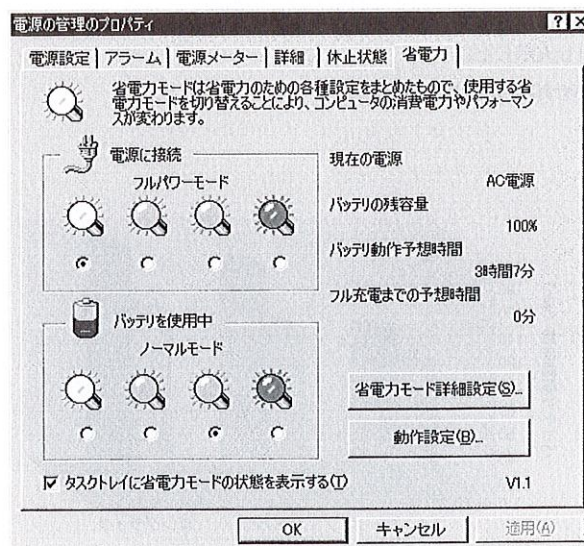 電源の管理のプロパティ
電源設定
アラーム
電源メーター
詳細
休止状態
省電力
省電力モードは省電力のための各種設定をまとめたもので、使用する省
電力モードを切り替えることにより、コンピュータの消費電力やパフォーマン
スが変わります。
電源に接続
フルパワーモード
現在の電源
AC電源
バッテリの残容量
100%
バッテリ動作予想時間
3時間7分
フル充電までの予想時間
0分
バッテリを使用中
ノーマルモード
省電力モード詳細設定(S)...
動作設定(B)...
タスクトレイに省電力モードの状態を表示する(T)
V1.1
OK
キャンセル
適用(A)